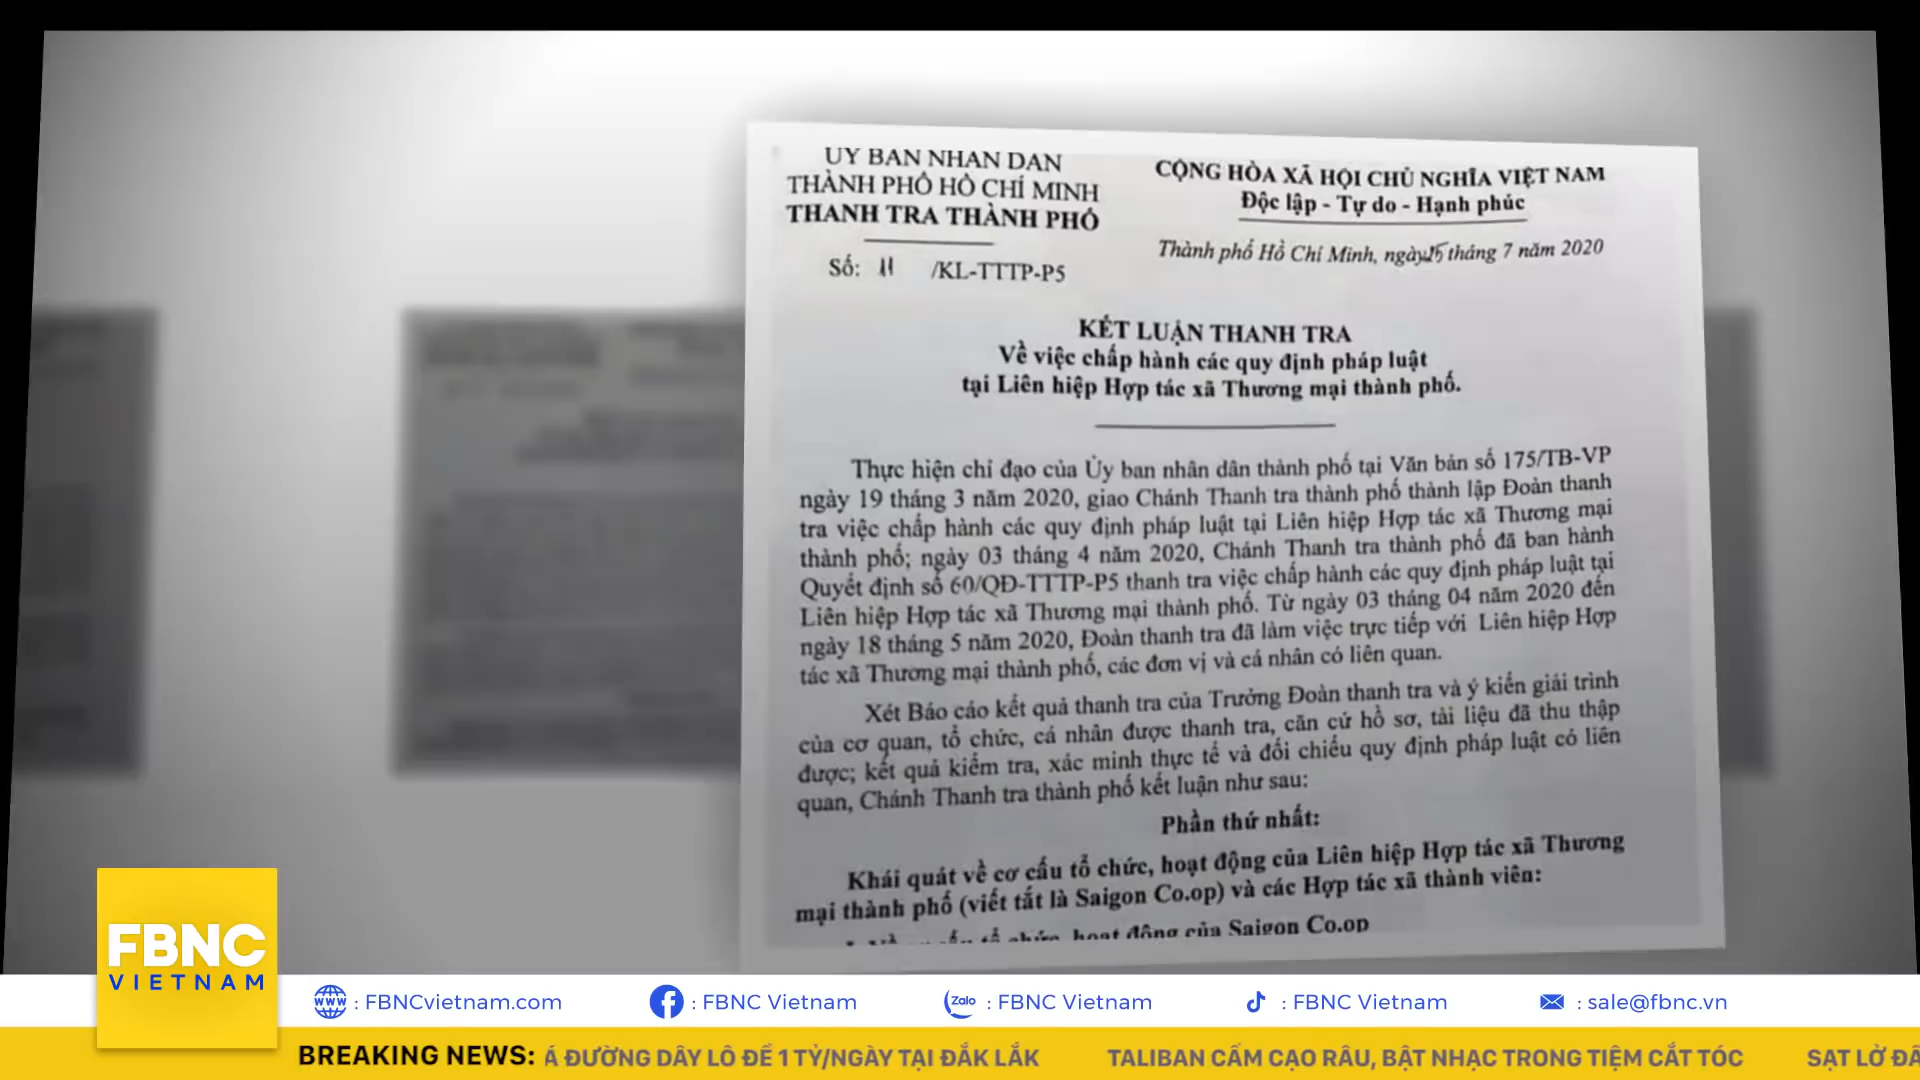 ỦY BAN NHÂN DÂN
THÀNH PHỐ HỒ CHÍ MINH
THANH TRA THÀNH PHỐ
Số: 11 /KL-TTTP-P5
CỘNG HÒA XÃ HỘI CHỦ NGHĨA VIỆT NAM
Độc lập - Tự do - Hạnh phúc
Thành phố Hồ Chí Minh, ngày 15 tháng 7 năm 2020
KẾT LUẬN THANH TRA
Về việc chấp hành các quy định pháp luật
tại Liên hiệp Hợp tác xã Thương mại thành phố.
Thực hiện chỉ đạo của Ủy ban nhân dân thành phố tại Văn bản số 175/TB-VP
ngày 19 tháng 3 năm 2020, giao Chánh Thanh tra thành phố thành lập Đoàn thanh
tra việc chấp hành các quy định pháp luật tại Liên hiệp Hợp tác xã Thương mại
thành phố; ngày 03 tháng 4 năm 2020, Chánh Thanh tra thành phố đã ban hành
Quyết định số 60/QĐ-TTTP-P5 thanh tra việc chấp hành các quy định pháp luật tại
Liên hiệp Hợp tác xã Thương mại thành phố. Từ ngày 03 tháng 04 năm 2020 đến
ngày 18 tháng 5 năm 2020, Đoàn thanh tra đã làm việc trực tiếp với Liên hiệp Hợp
tác xã Thương mại thành phố, các đơn vị và cá nhân có liên quan.
Xét Báo cáo kết quả thanh tra của Trưởng Đoàn thanh tra và ý kiến giải trình
của cơ quan, tổ chức, cá nhân được thanh tra, căn cứ hồ sơ, tài liệu đã thu thập
được; kết quả kiểm tra, xác minh thực tế và đối chiếu quy định pháp luật có liên
quan, Chánh Thanh tra thành phố kết luận như sau:
Phần thứ nhất:
Khái quát về cơ cấu tổ chức, hoạt động của Liên hiệp Hợp tác xã Thương
mại thành phố (viết tắt là Saigon Co.op) và các Hợp tác xã thành viên:
cơ cấu tổ chức, hoạt động của Saigon Co.op
FBNC
VIETNAM
www : FBNCvietnam.com
: FBNC Vietnam
Zalo : FBNC Vietnam
: FBNC Vietnam
: sale@fbnc.vn
BREAKING NEWS: Á ĐƯỜNG DÂY LÔ ĐỀ 1 TỶ/NGÀY TẠI ĐẮK LẮK TALIBAN CẤM CẠO RÂU, BẬT NHẠC TRONG TIỆM CẮT TÓC SẠT LỞ ĐẤ